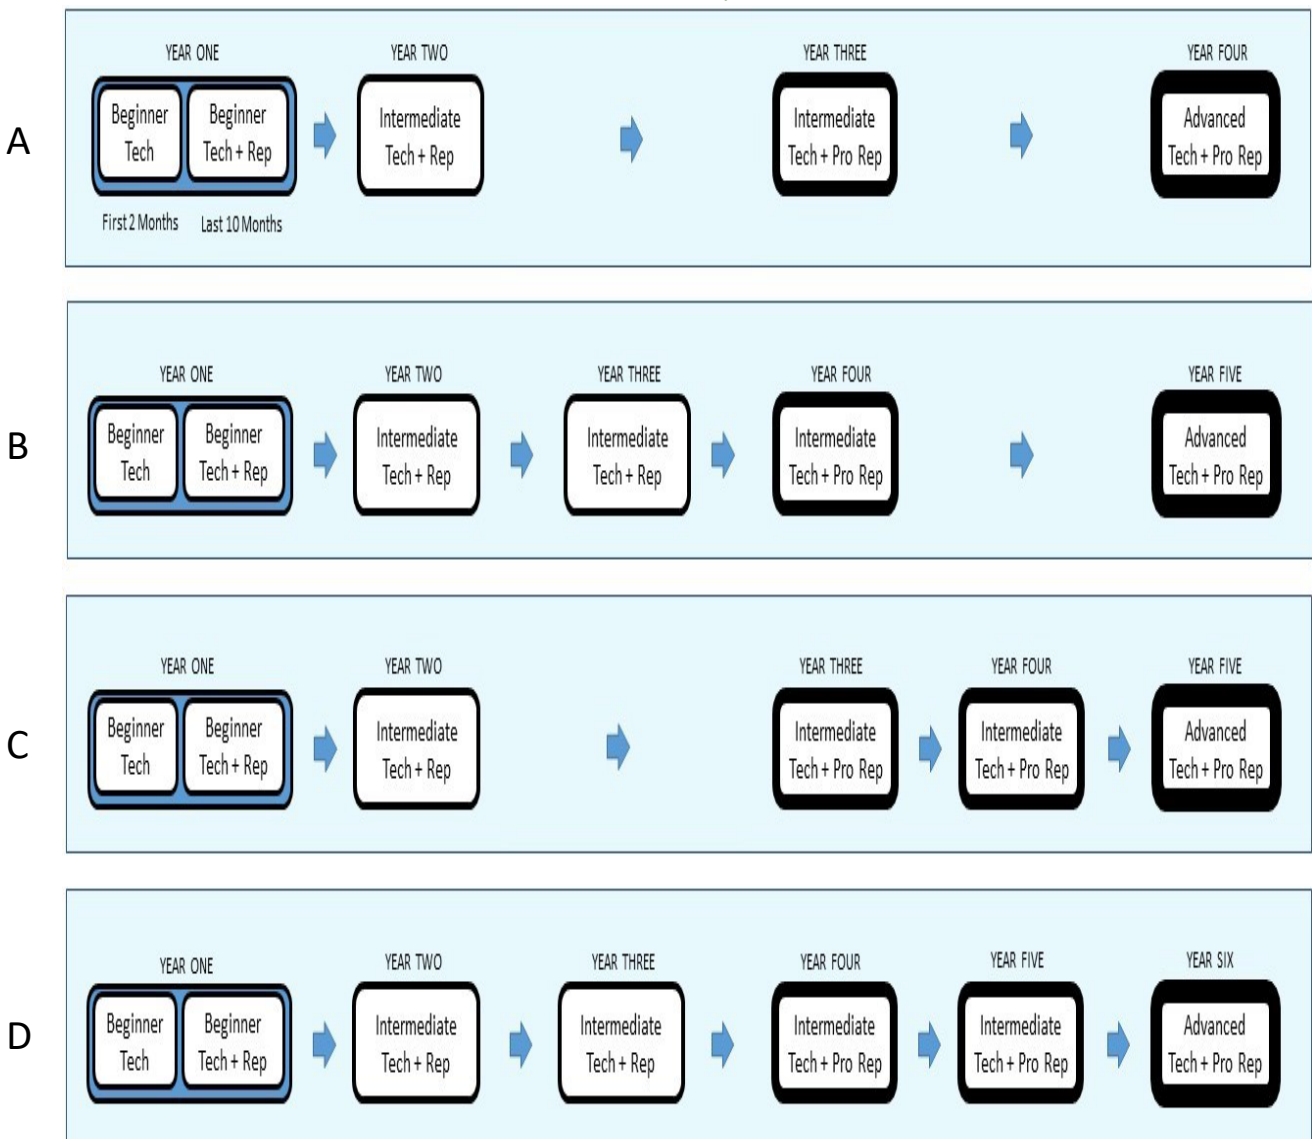 A
YEAR ONE
YEAR TWO
YEAR THREE
YEAR FOUR
Beginner
Tech
Beginner
Tech + Rep
Intermediate
Tech + Rep
Intermediate
Tech + Pro Rep
Advanced
Tech + Pro Rep
First 2 Months
Last 10 Months
B
YEAR ONE
YEAR TWO
YEAR THREE
YEAR FOUR
YEAR FIVE
Beginner
Tech
Beginner
Tech + Rep
Intermediate
Tech + Rep
Intermediate
Tech + Rep
Intermediate
Tech + Pro Rep
Advanced
Tech + Pro Rep
C
YEAR ONE
YEAR TWO
YEAR THREE
YEAR FOUR
YEAR FIVE
Beginner
Tech
Beginner
Tech + Rep
Intermediate
Tech + Rep
Intermediate
Tech + Pro Rep
Intermediate
Tech + Pro Rep
Advanced
Tech + Pro Rep
D
YEAR ONE
YEAR TWO
YEAR THREE
YEAR FOUR
YEAR FIVE
YEAR SIX
Beginner
Tech
Beginner
Tech + Rep
Intermediate
Tech + Rep
Intermediate
Tech + Rep
Intermediate
Tech + Pro Rep
Intermediate
Tech + Pro Rep
Advanced
Tech + Pro Rep